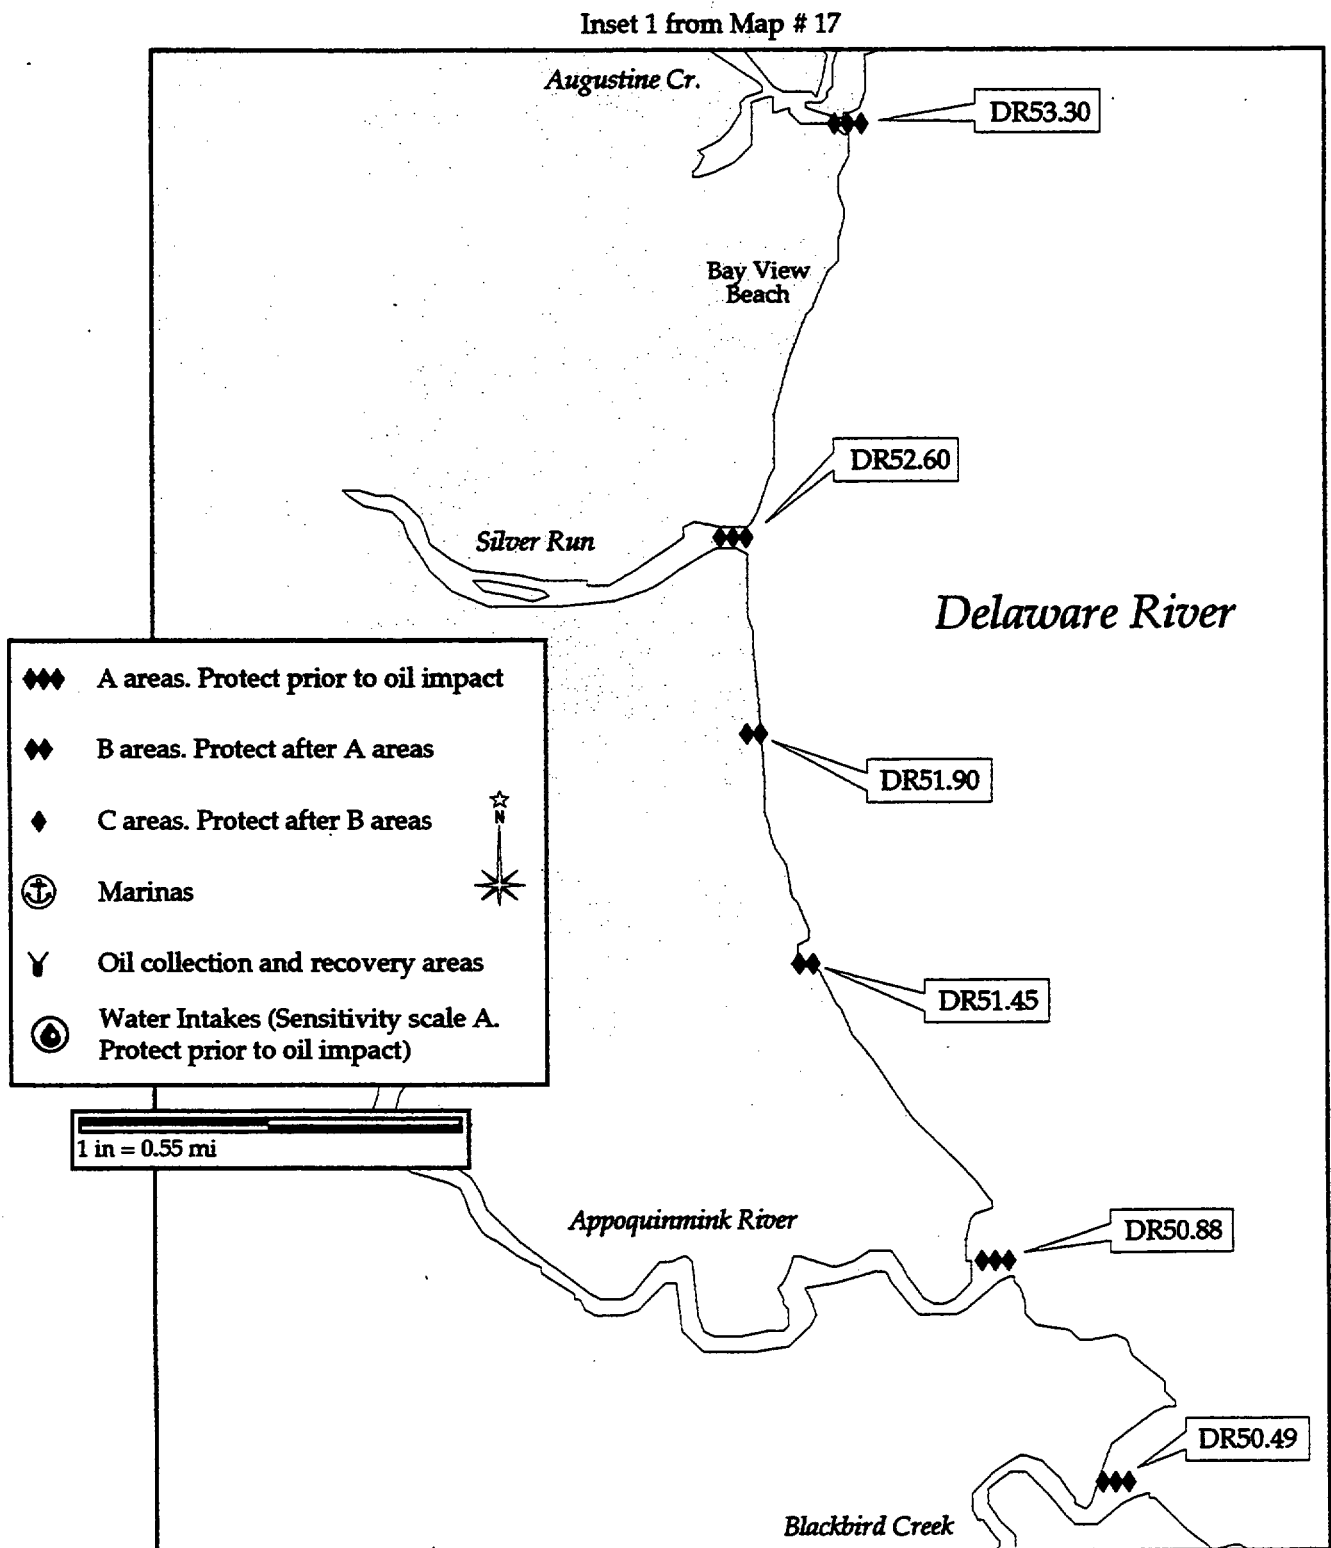 Inset 1 from Map # 17
Augustine Cr.
DR53.30
Bay View
Beach
DR52.60
Silver Run
Delaware River
A areas. Protect prior to oil impact
B areas. Protect after A areas
DR51.90
C areas. Protect after B areas
N
Marinas
Oil collection and recovery areas
DR51.45
Water Intakes (Sensitivity scale A.
Protect prior to oil impact)
1 in = 0.55 mi
Appoquinmink River
DR50.88
DR50.49
Blackbird Creek